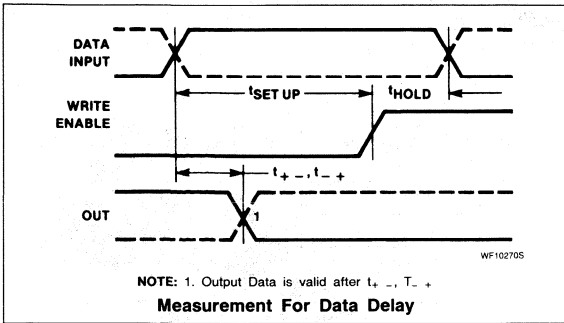 DATA
INPUT
tSET UP
tHOLD
WRITE
ENABLE
t+ -, t- +
OUT
1
WF10270S
NOTE: 1. Output Data is valid after t+ -, T- +
Measurement For Data Delay